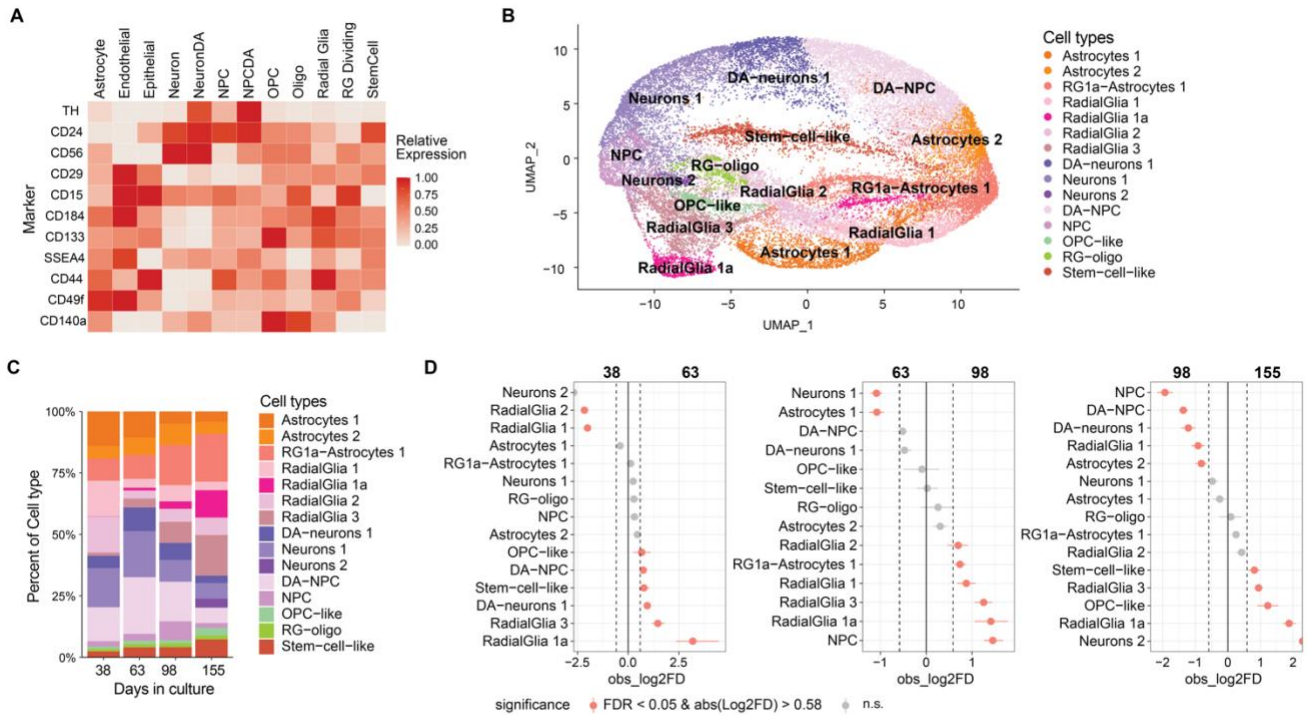 A
Astrocyte
Endothelial
Epithelial
Neuron
NeuronDA
NPC
NPCDA
OPC
Oligo
Radial Glia
RG Dividing
StemCell
Marker
TH
CD24
CD56
CD29
CD15
CD184
CD133
SSEA4
CD44
CD49f
CD140a
Relative
Expression
1.00
0.75
0.50
0.25
0.00
B
UMAP_2
10
5
0
−5
−10
DA−neurons 1
Neurons 1
DA−NPC
Stem−cell−like
Astrocytes 2
NPC
RG−oligo
Neurons 2
RadialGlia 2
RG1a−Astrocytes 1
OPC−like
RadialGlia 3
RadialGlia 1
Astrocytes 1
RadialGlia 1a
−10
−5
0
5
10
UMAP_1
Cell types
Astrocytes 1
Astrocytes 2
RG1a−Astrocytes 1
RadialGlia 1
RadialGlia 1a
RadialGlia 2
RadialGlia 3
DA−neurons 1
Neurons 1
Neurons 2
DA−NPC
NPC
OPC−like
RG−oligo
Stem−cell−like
C
Percent of Cell type
100%
75%
50%
25%
0%
38 63 98 155
Days in culture
Cell types
Astrocytes 1
Astrocytes 2
RG1a−Astrocytes 1
RadialGlia 1
RadialGlia 1a
RadialGlia 2
RadialGlia 3
DA−neurons 1
Neurons 1
Neurons 2
DA−NPC
NPC
OPC−like
RG−oligo
Stem−cell−like
D
38 63
Neurons 2
RadialGlia 2
RadialGlia 1
Astrocytes 1
RG1a−Astrocytes 1
Neurons 1
RG−oligo
NPC
Astrocytes 2
OPC−like
DA−NPC
Stem−cell−like
DA−neurons 1
RadialGlia 3
RadialGlia 1a
−2.5 0.0 2.5
obs_log2FD
63 98
Neurons 1
Astrocytes 1
DA−NPC
DA−neurons 1
OPC−like
Stem−cell−like
RG−oligo
Astrocytes 2
RadialGlia 2
RG1a−Astrocytes 1
RadialGlia 1
RadialGlia 3
RadialGlia 1a
NPC
−1 0 1
obs_log2FD
98 155
NPC
DA−NPC
DA−neurons 1
RadialGlia 1
Astrocytes 2
Neurons 1
Astrocytes 1
RG−oligo
RG1a−Astrocytes 1
RadialGlia 2
Stem−cell−like
RadialGlia 3
OPC−like
RadialGlia 1a
Neurons 2
−2 −1 0 1 2
obs_log2FD
significance FDR < 0.05 & abs(Log2FD) > 0.58 n.s.